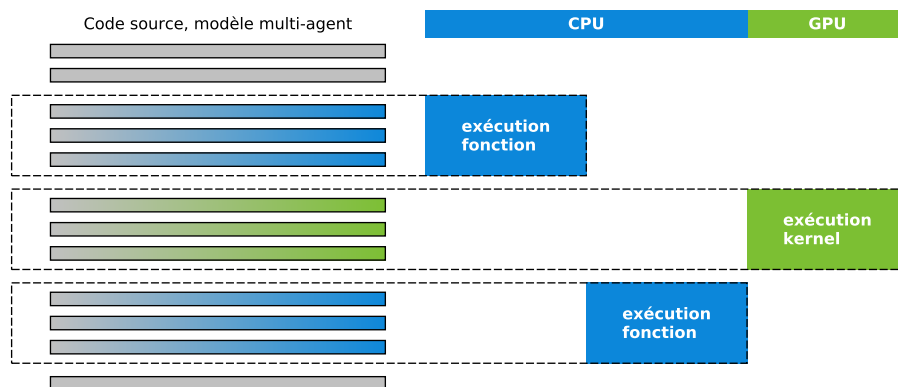 Code source, modèle multi-agent
CPU
GPU
exécution
fonction
exécution
kernel
exécution
fonction